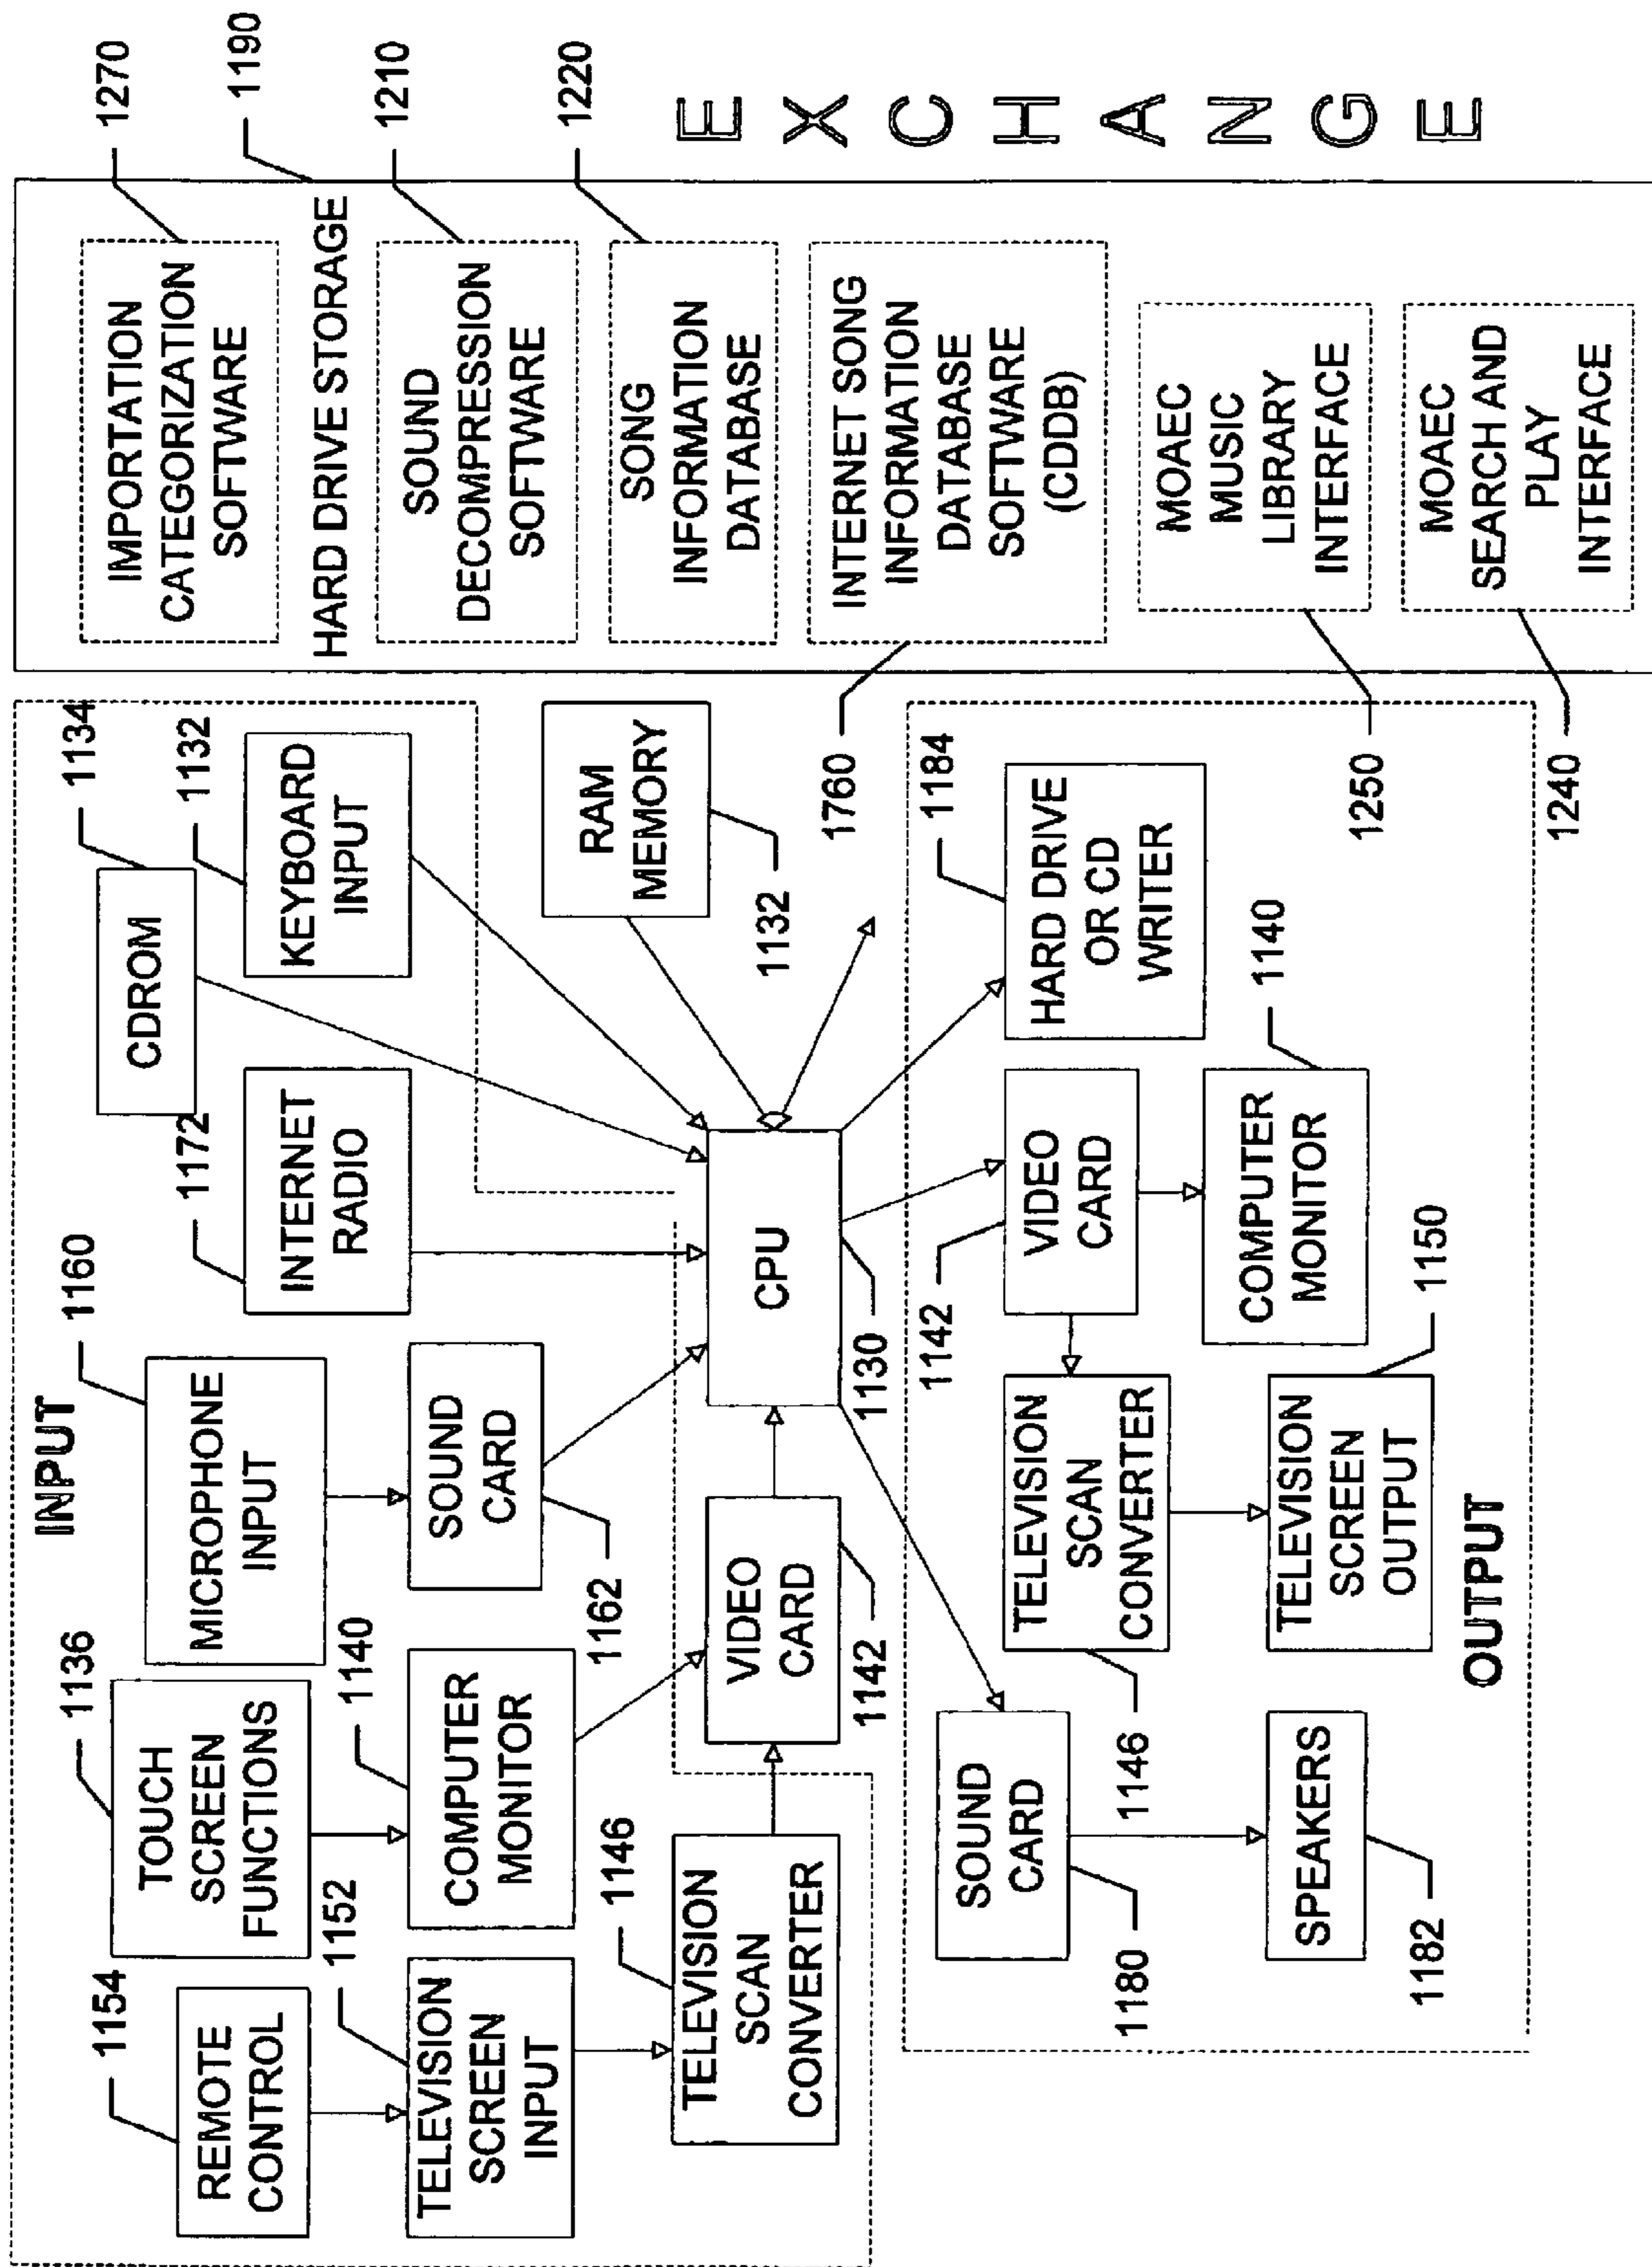 INPUT
1154
REMOTE
CONTROL
1152
TELEVISION
SCREEN
INPUT
1146
TELEVISION
SCAN
CONVERTER
1136
TOUCH
SCREEN
FUNCTIONS
1140
COMPUTER
MONITOR
VIDEO
CARD
1142
1160
MICROPHONE
INPUT
SOUND
CARD
1162
1172
INTERNET
RADIO
CDROM
1134
KEYBOARD
INPUT
1132
RAM
MEMORY
1132
CPU
1130
SOUND
CARD
1180
SPEAKERS
1182
1142
VIDEO
CARD
TELEVISION
SCAN
CONVERTER
1146
TELEVISION
SCREEN
OUTPUT
1150
COMPUTER
MONITOR
1140
HARD DRIVE
OR CD
WRITER
1184
OUTPUT
IMPORTATION
CATEGORIZATION
SOFTWARE
1270
HARD DRIVE STORAGE
1190
SOUND
DECOMPRESSION
SOFTWARE
1210
SONG
INFORMATION
DATABASE
1220
INTERNET SONG
INFORMATION
DATABASE
SOFTWARE
(CDDB)
1760
MOAEC
MUSIC
LIBRARY
INTERFACE
1250
MOAEC
SEARCH AND
PLAY
INTERFACE
1240
EXCHANGE